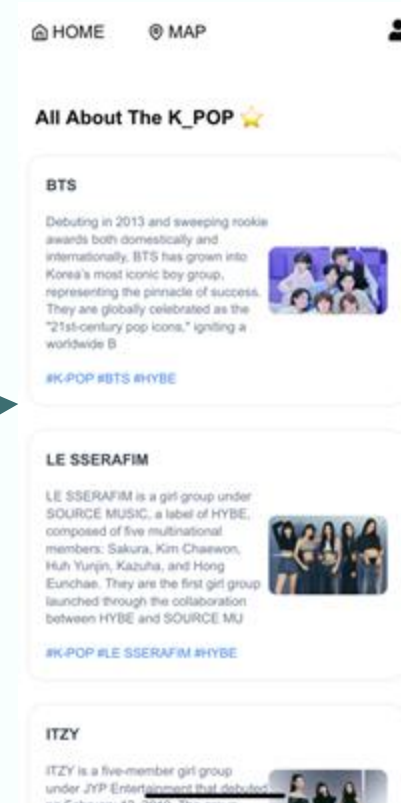 HOME MAP
All About The K_POP
BTS
Debuting in 2013 and sweeping rookie
awards both domestically and
internationally, BTS has grown into
Korea's most iconic boy group,
representing the pinnacle of success.
They are globally celebrated as the
"21st-century pop icons," igniting a
worldwide B
#K-POP #BTS #HYBE
LE SSERAFIM
LE SSERAFIM is a girl group under
SOURCE MUSIC, a label of HYBE,
composed of five multinational
members: Sakura, Kim Chaewon,
Huh Yunjin, Kazuha, and Hong
Eunchae. They are the first girl group
launched through the collaboration
between HYBE and SOURCE MU
#K-POP #LE SSERAFIM #HYBE
ITZY
ITZY is a five-member girl group
under JYP Entertainment that debuted